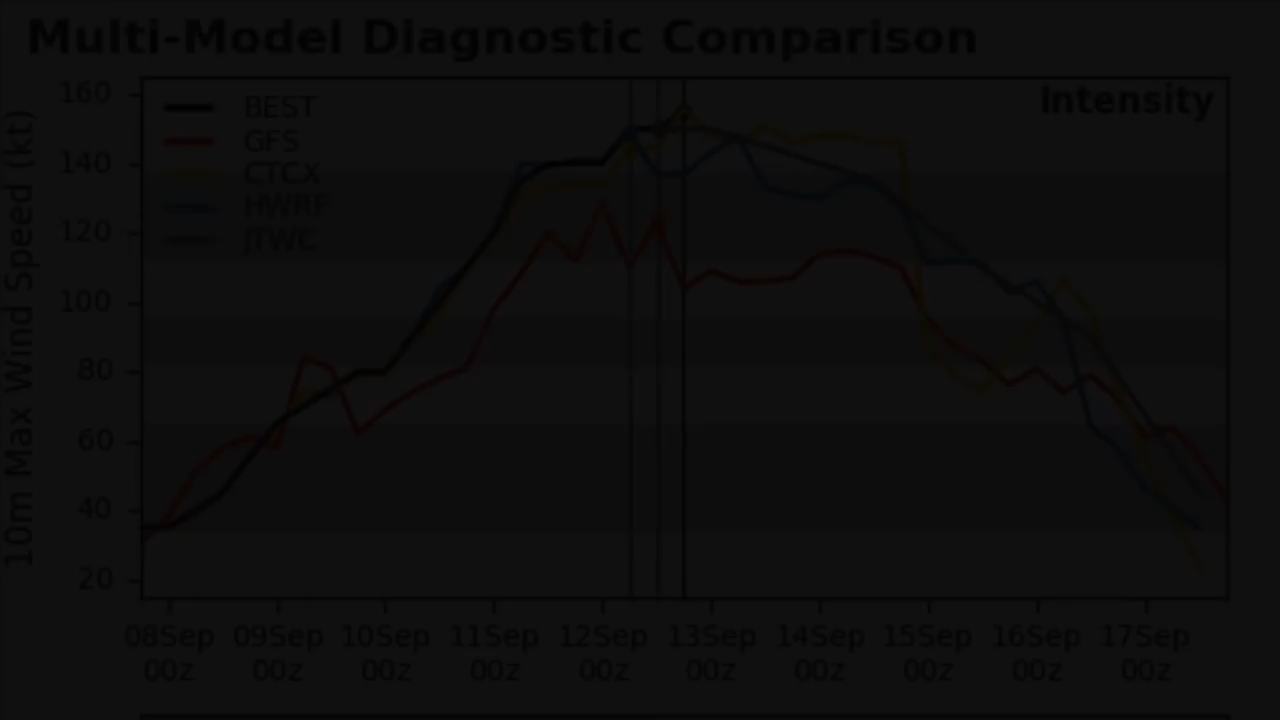 Multi-Model Diagnostic Comparison
Intensity
10m Max Wind Speed (kt)
160
140
120
100
80
60
40
20
BEST
GFS
CTCX
HWRF
JTWC
08Sep 09Sep 10Sep 11Sep 12Sep 13Sep 14Sep 15Sep 16Sep 17Sep
00z 00z 00z 00z 00z 00z 00z 00z 00z 00z